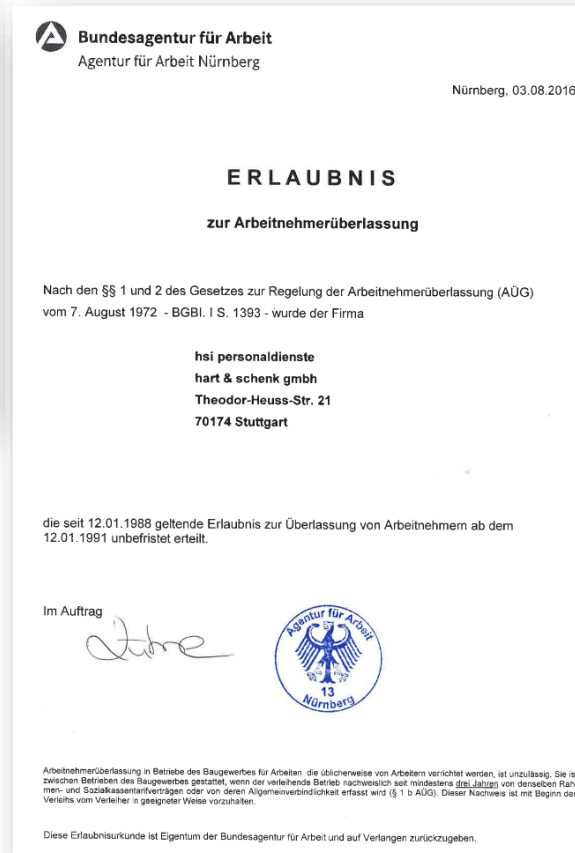 Bundesagentur für Arbeit
Agentur für Arbeit Nürnberg
Nürnberg, 03.08.2016
ERLAUBNIS
zur Arbeitnehmerüberlassung
Nach den §§ 1 und 2 des Gesetzes zur Regelung der Arbeitnehmerüberlassung (AÜG)
vom 7. August 1972 - BGBl. I S. 1393 - wurde der Firma
hsi personaldienste
hart & schenk gmbh
Theodor-Heuss-Str. 21
70174 Stuttgart
die seit 12.01.1988 geltende Erlaubnis zur Überlassung von Arbeitnehmern ab dem
12.01.1991 unbefristet erteilt.
Im Auftrag
Agentur für Arbeit
13
Nürnberg
Arbeitnehmerüberlassung in Betriebe des Baugewerbes für Arbeiten, die üblicherweise von Arbeitern verrichtet werden, ist unzulässig. Sie is
zwischen Betrieben des Baugewerbes gestattet, wenn der verleihende Betrieb nachweislich seit mindestens drei Jahren von denselben Rah
men- und Sozialkassentarifverträgen oder von deren Allgemeinverbindlichkeit erfasst wird (§ 1 b AÜG). Dieser Nachweis ist mit Beginn des
Verleihs vom Verleiher in geeigneter Weise vorzuhalten.
Diese Erlaubnisurkunde ist Eigentum der Bundesagentur für Arbeit und auf Verlangen zurückzugeben.